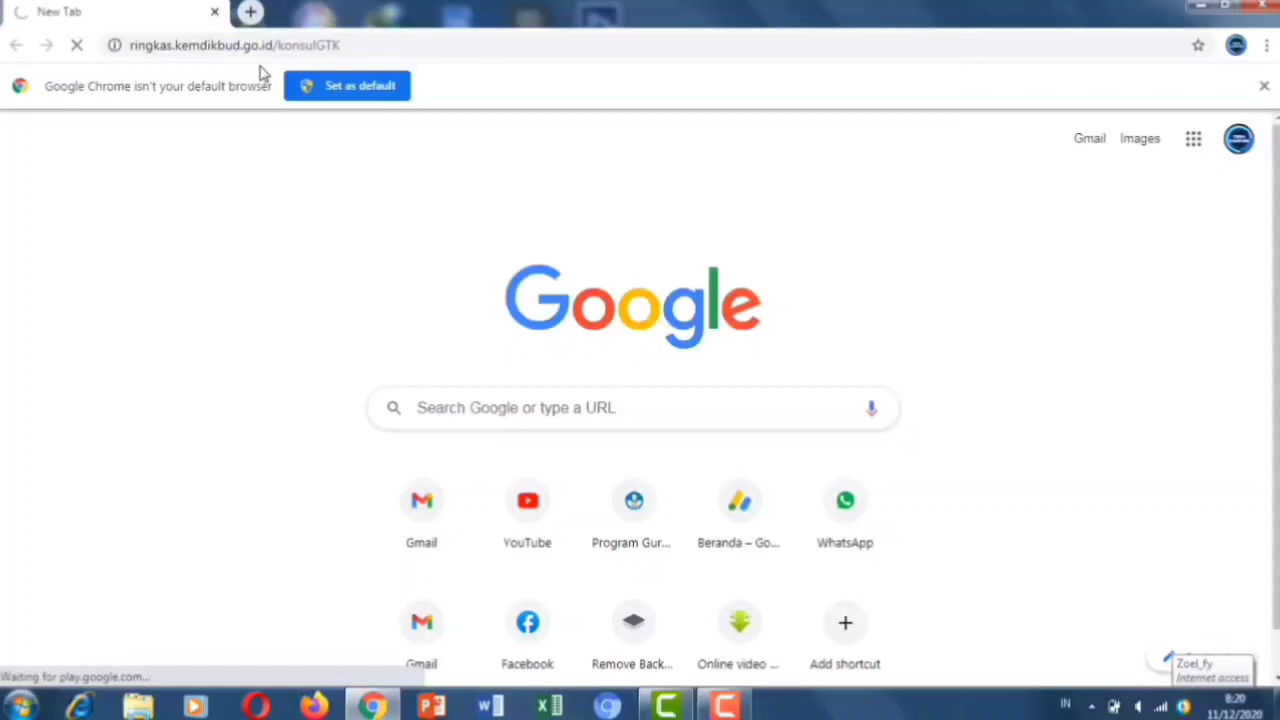 New Tab
ringkas.kemdikbud.go.id/konsulGTK
Google Chrome isn't your default browser
Set as default
Gmail
Images
Google
Search Google or type a URL
Gmail
YouTube
Program Gur...
Beranda – Go...
WhatsApp
Gmail
Facebook
Remove Back...
Online video ...
Add shortcut
Waiting for play.google.com...
Zoel_fy
Internet access
IN
8:20
11/12/2020